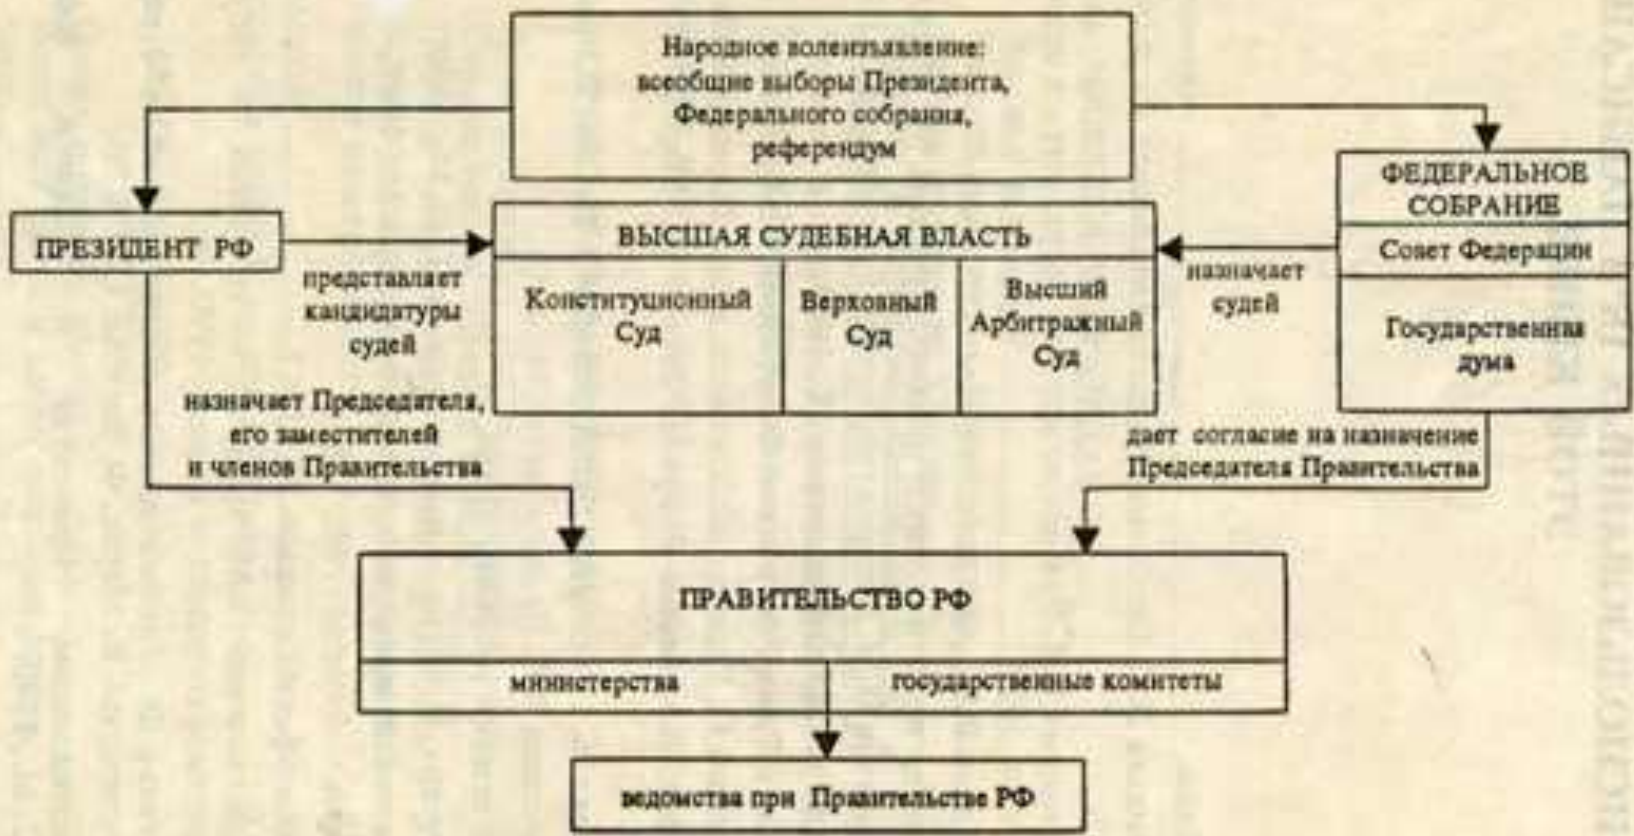 Народное волеизъявление:
всеобщие выборы Президента,
Федерального собрания,
референдум
ПРЕЗИДЕНТ РФ
представляет
кандидатуры
судей
ВЫСШАЯ СУДЕБНАЯ ВЛАСТЬ
Конституционный
Суд
Верховный
Суд
Высший
Арбитражный
Суд
назначает
судей
ФЕДЕРАЛЬНОЕ
СОБРАНИЕ
Совет Федерации
Государственная
дума
назначает Председателя,
его заместителей
и членов Правительства
дает согласие на назначение
Председателя Правительства
ПРАВИТЕЛЬСТВО РФ
министерства
государственные комитеты
ведомства при Правительстве РФ